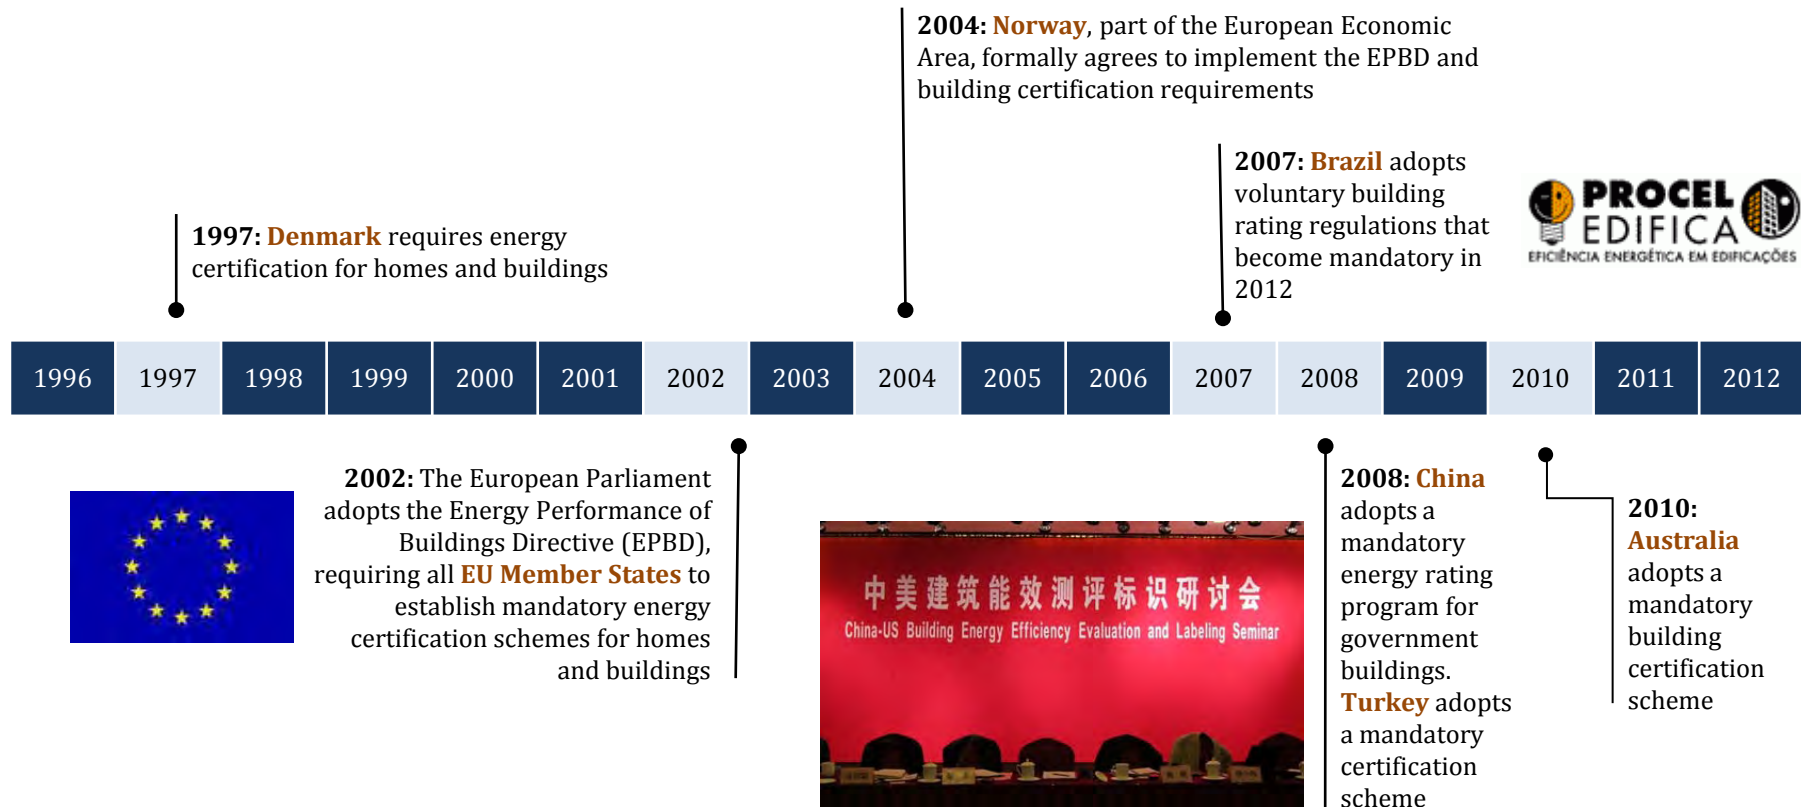 2004: Norway, part of the European Economic
Area, formally agrees to implement the EPBD and
building certification requirements
2007: Brazil adopts
voluntary building
rating regulations that
become mandatory in
2012
PROCEL
EDIFICA
EFICIÊNCIA ENERGÉTICA EM EDIFICAÇÕES
1997: Denmark requires energy
certification for homes and buildings
1996 1997 1998 1999 2000 2001 2002 2003 2004 2005 2006 2007 2008 2009 2010 2011 2012
2002: The European Parliament
adopts the Energy Performance of
Buildings Directive (EPBD),
requiring all EU Member States to
establish mandatory energy
certification schemes for homes
and buildings
中美建筑能效测评标识研讨会
China-US Building Energy Efficiency Evaluation and Labeling Seminar
2008: China
adopts a
mandatory
energy rating
program for
government
buildings.
Turkey adopts
a mandatory
certification
scheme
2010:
Australia
adopts a
mandatory
building
certification
scheme